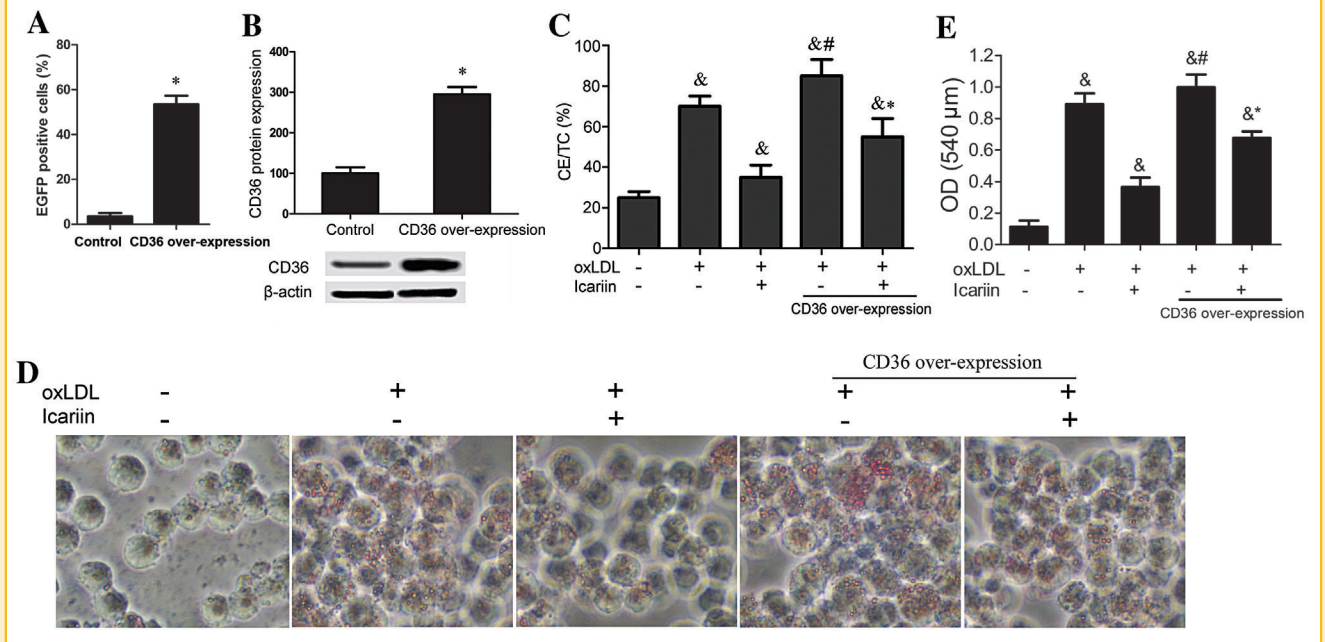 A
EGFP positive cells (%)
80
60
40
20
0
*
Control CD36 over-expression
B
CD36 protein expression
400
300
200
100
0
*
Control CD36 over-expression
CD36
β-actin
C
CE/TC (%)
100
80
60
40
20
0
&
&
&#
&*
oxLDL - + + + +
Icariin - - + - +
CD36 over-expression
E
OD (540 μm)
1.2
1.0
0.8
0.6
0.4
0.2
0.0
&
&
&#
&*
oxLDL - + + + +
Icariin - - + - +
CD36 over-expression
D
CD36 over-expression
oxLDL - + + + +
Icariin - - + - +